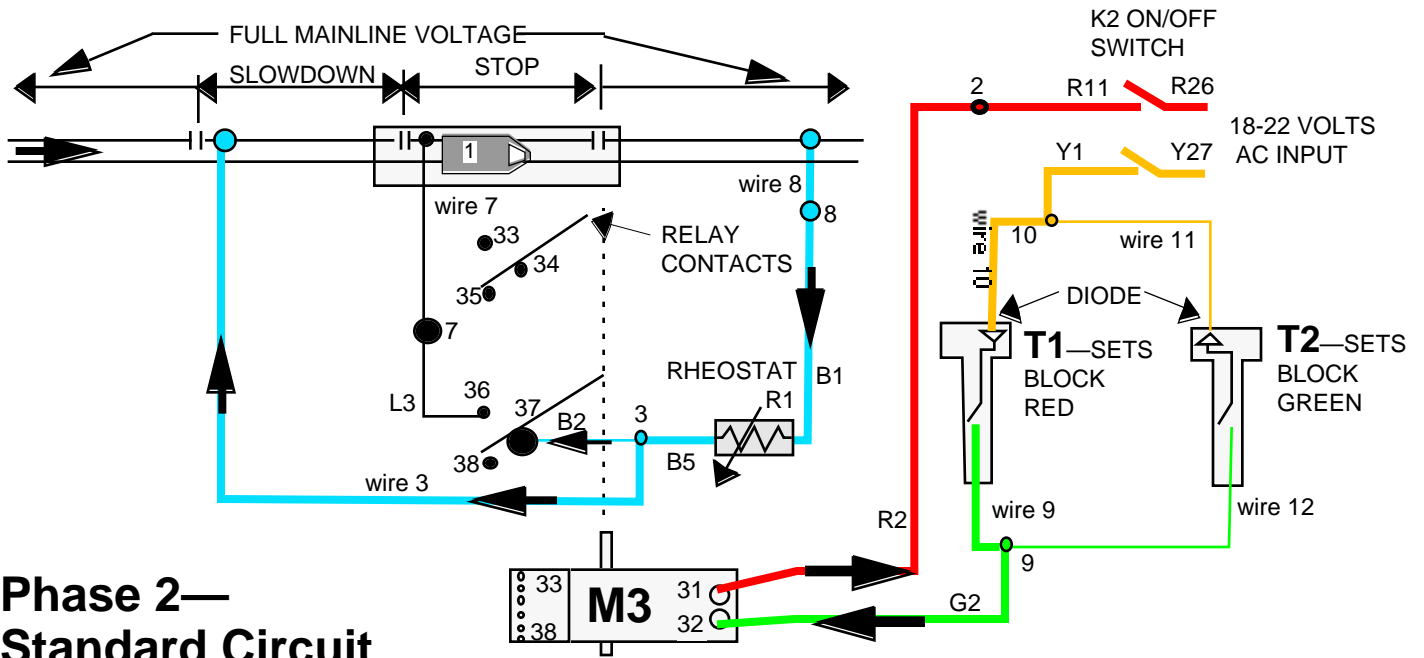 K2 ON/OFF
SWITCH
FULL MAINLINE VOLTAGE
SLOWDOWN
STOP
2
R11
R26
18-22 VOLTS
AC INPUT
1
Y1
Y27
wire 7
wire 8
8
33
34
35
RELAY
CONTACTS
wire 10
10
wire 11
DIODE
7
T1—SETS
BLOCK
RED
T2—SETS
BLOCK
GREEN
RHEOSTAT
R1
B1
L3
36
37
B2
3
38
B5
wire 3
R2
wire 9
wire 12
9
G2
Phase 2—
Standard Circuit
33
38
M3
31
32